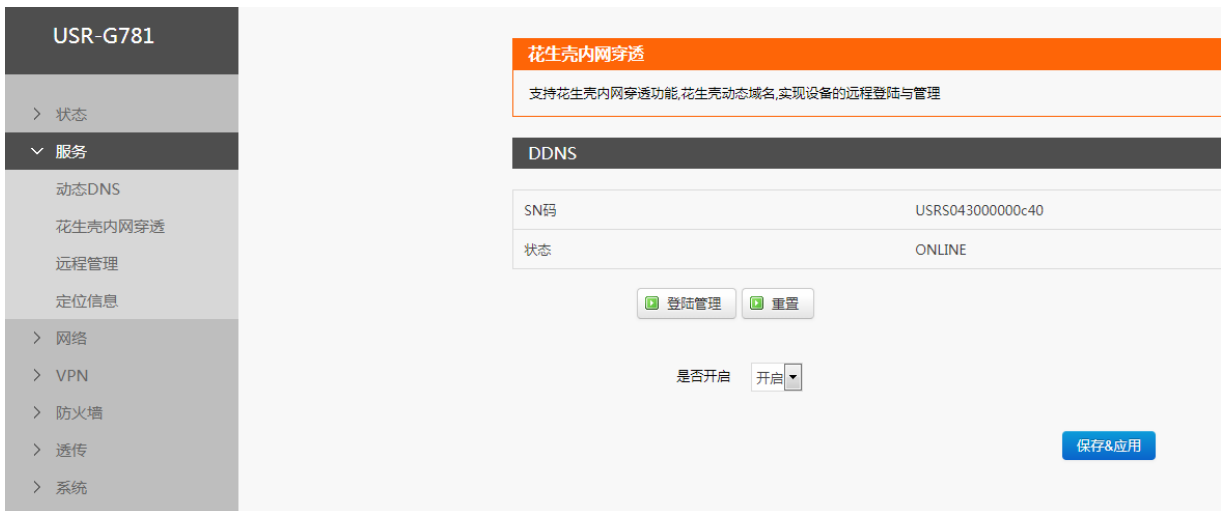 USR-G781
状态
服务
动态DNS
花生壳内网穿透
远程管理
定位信息
网络
VPN
防火墙
透传
系统
花生壳内网穿透
支持花生壳内网穿透功能,花生壳动态域名,实现设备的远程登陆与管理
DDNS
SN码 USRS043000000c40
状态 ONLINE
登陆管理 重置
是否开启 开启
保存&应用